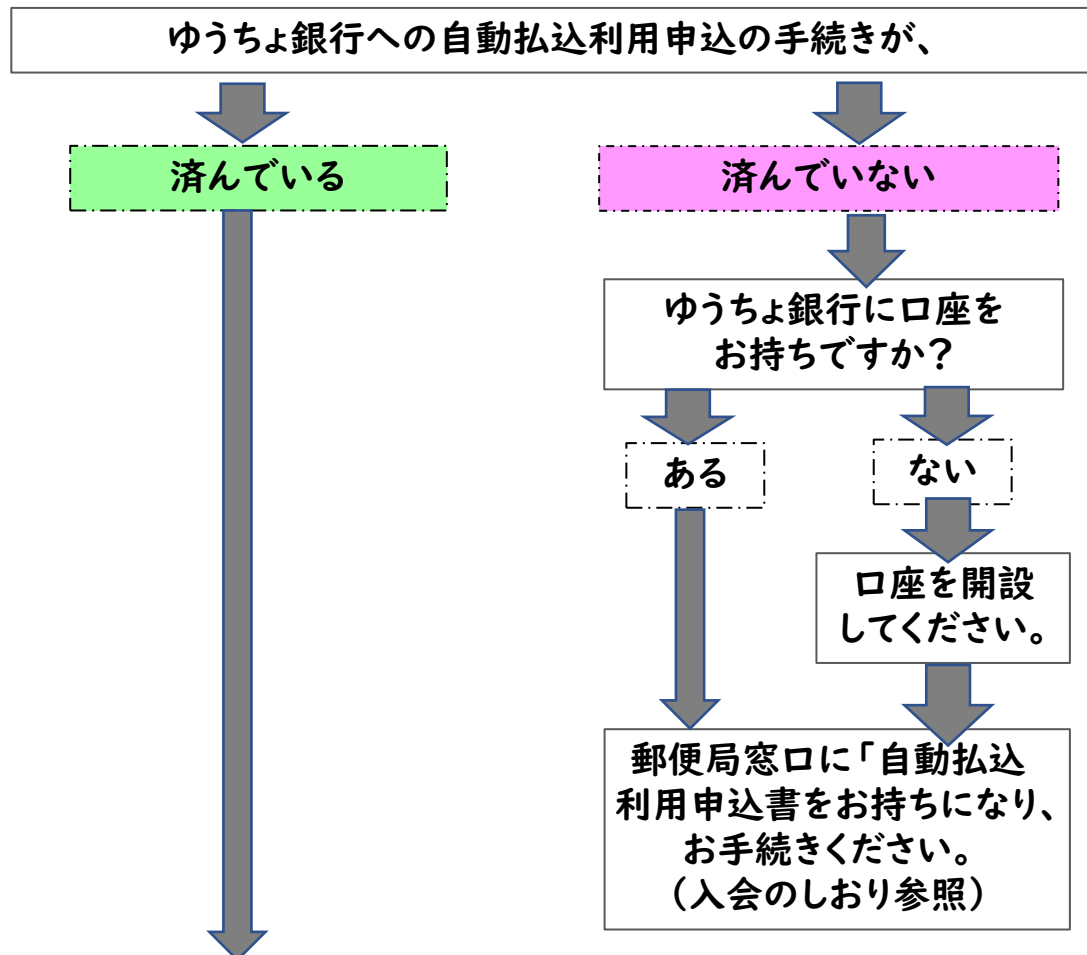 ゆうちょ銀行への自動払込利用申込の手続きが、
済んでいる
済んでいない
ゆうちょ銀行に口座を
お持ちですか?
ある
ない
口座を開設
してください。
郵便局窓口に「自動払込
利用申込書をお持ちになり、
お手続きください。
(入会のしおり参照)